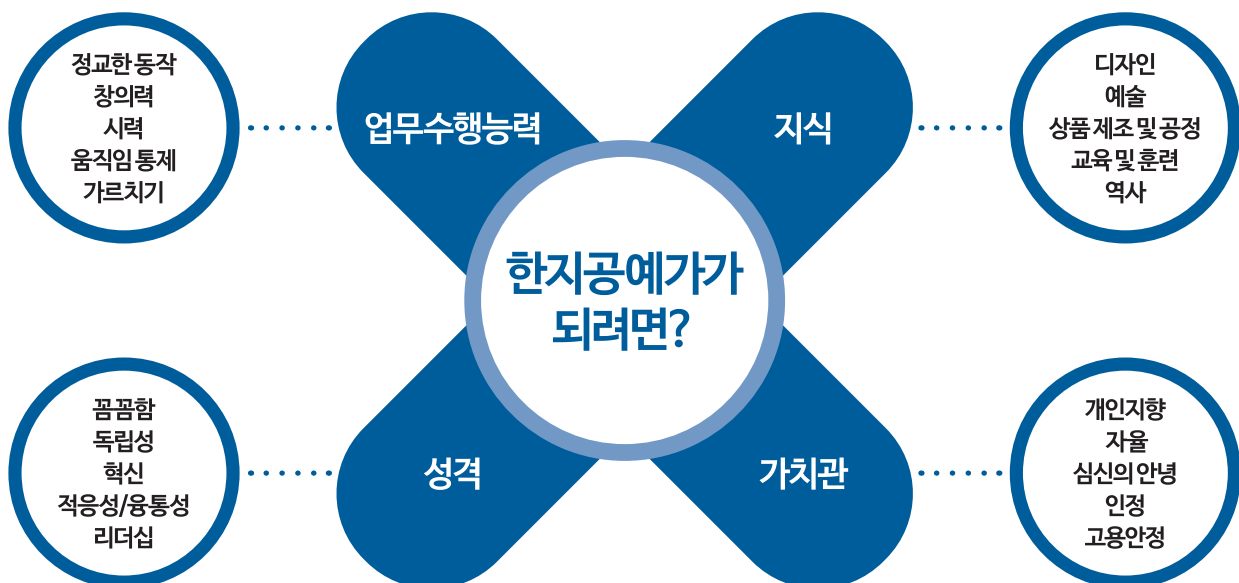 정교한 동작
창의력
시력
움직임 통제
가르치기
업무수행능력
지식
디자인
예술
상품 제조 및 공정
교육 및 훈련
역사
한지공예가가
되려면?
꼼꼼함
독립성
혁신
적응성/융통성
리더십
성격
가치관
개인지향
자율
심신의 안녕
인정
고용안정